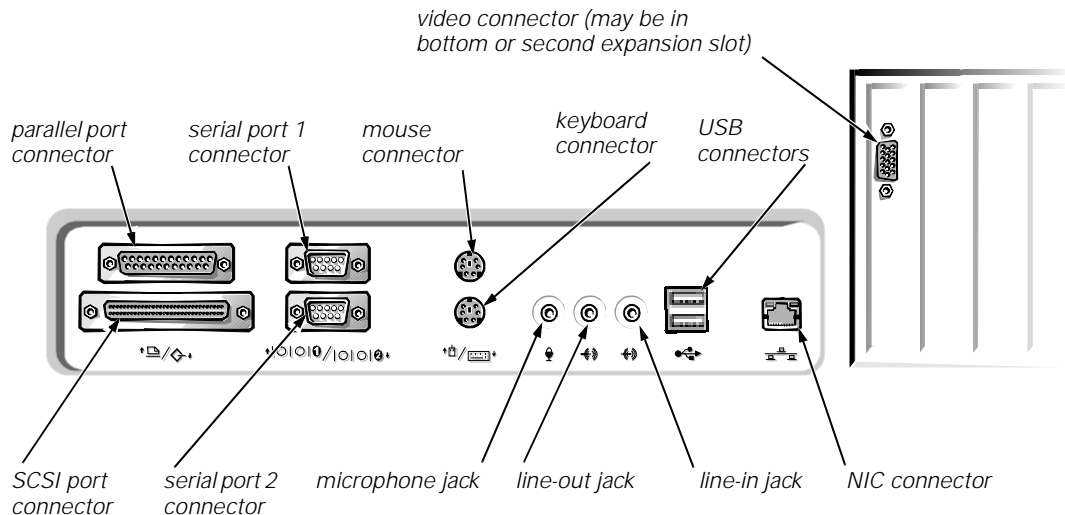 video connector (may be in
bottom or second expansion slot)
parallel port
connector
serial port 1
connector
mouse
connector
keyboard
connector
USB
connectors
SCSI port
connector
serial port 2
connector
microphone jack
line-out jack
line-in jack
NIC connector